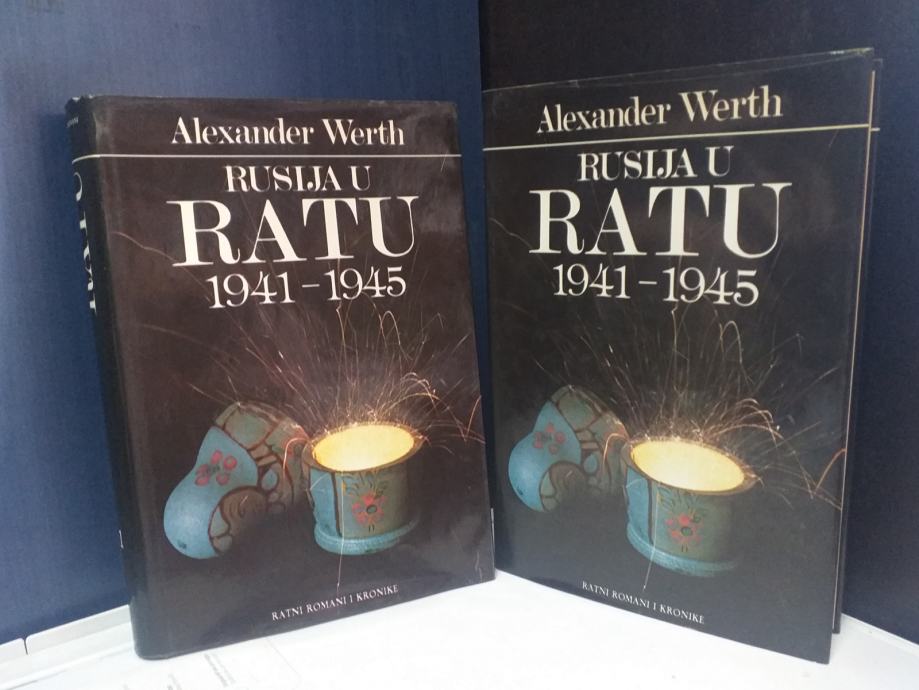 Alexander Werth
RUSIJA U
RATU
1941-1945
RATNI ROMANI I KRONIKE
Alexander Werth
RUSIJA U
RATU
1941-1945
RATNI ROMANI I KRONIKE